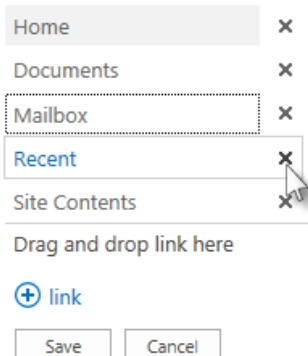 Home
Documents
Mailbox
Recent
Site Contents
Drag and drop link here
link
Save Cancel